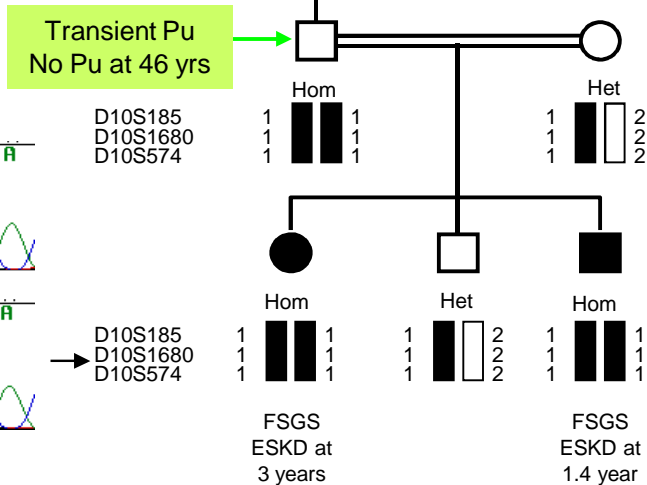 Transient Pu
No Pu at 46 yrs
Hom
Het
D10S185 1 1 1 2
D10S1680 1 1 1 2
D10S574 1 1 1 2
A
A
Hom
Het
Hom
D10S185 1 1 1 2 1 1
D10S1680 1 1 1 2 1 1
D10S574 1 1 1 2 1 1
FSGS
ESKD at
3 years
FSGS
ESKD at
1.4 year